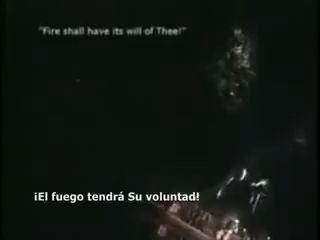 "Fire shall have its will of Thee!"
¡El fuego tendrá Su voluntad!